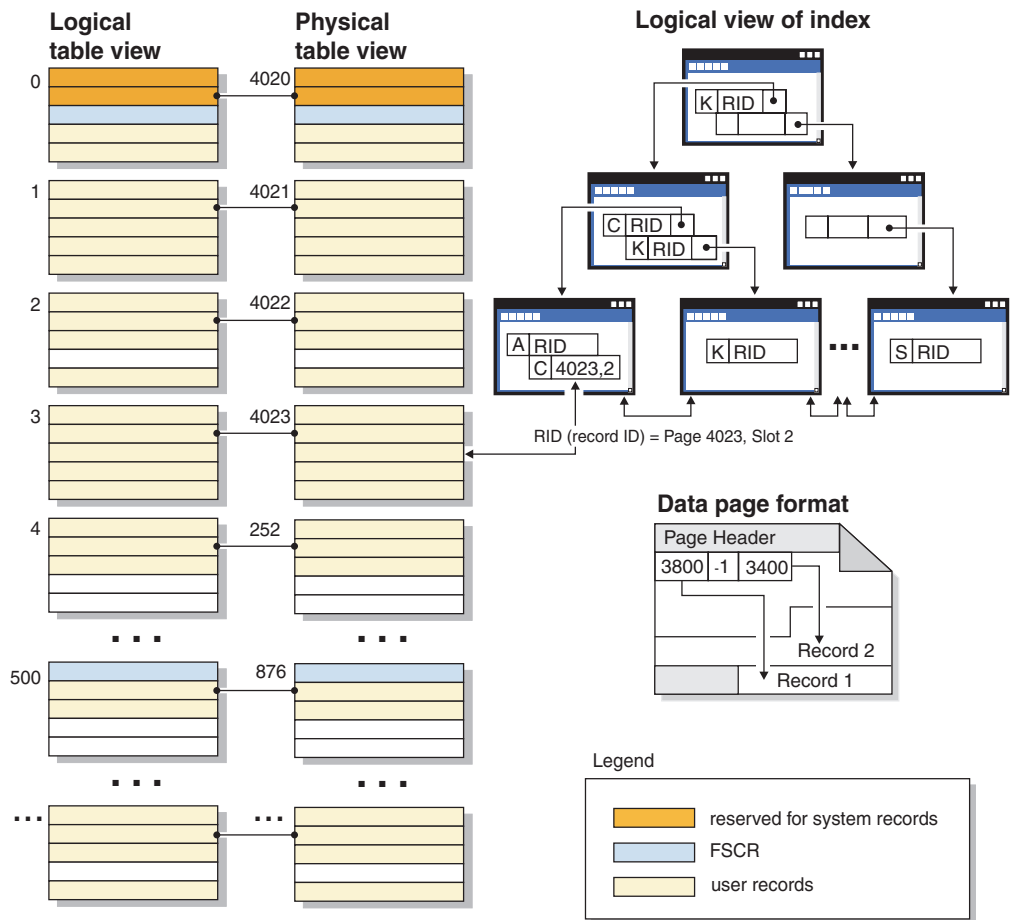 Logical
table view
Physical
table view
Logical view of index
0
4020
1
4021
2
4022
3
4023
4
252
. . .
. . .
500
876
. . .
. . .
...
...
K RID
C RID
K RID
A RID
C 4023,2
K RID
...
S RID
RID (record ID) = Page 4023, Slot 2
Data page format
Page Header
3800 -1 3400
Record 2
Record 1
Legend
reserved for system records
FSCR
user records